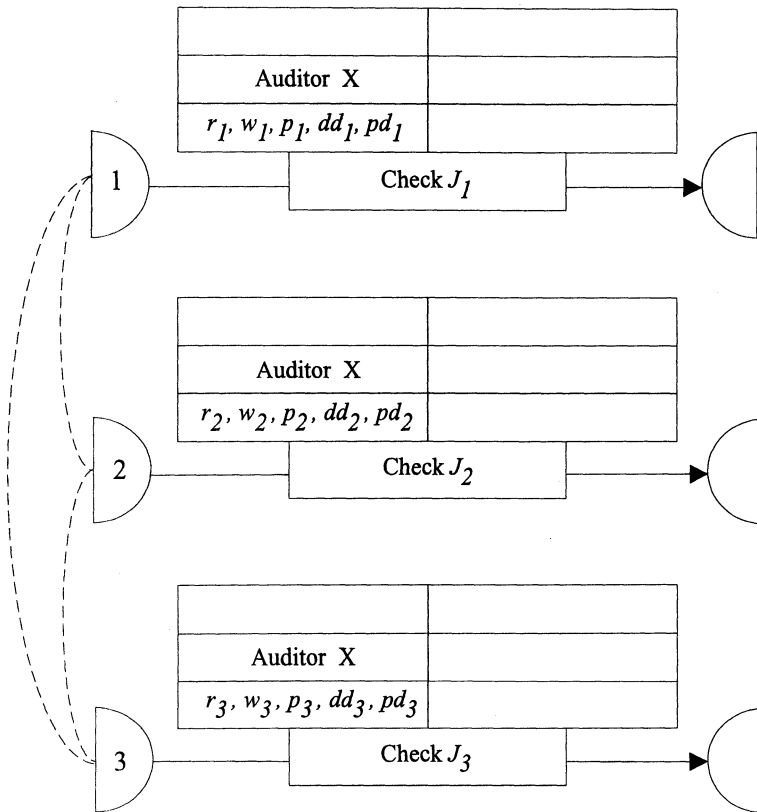 Auditor X
r₁, w₁, p₁, dd₁, pd₁
1
Check J₁
Auditor X
r₂, w₂, p₂, dd₂, pd₂
2
Check J₂
Auditor X
r₃, w₃, p₃, dd₃, pd₃
3
Check J₃